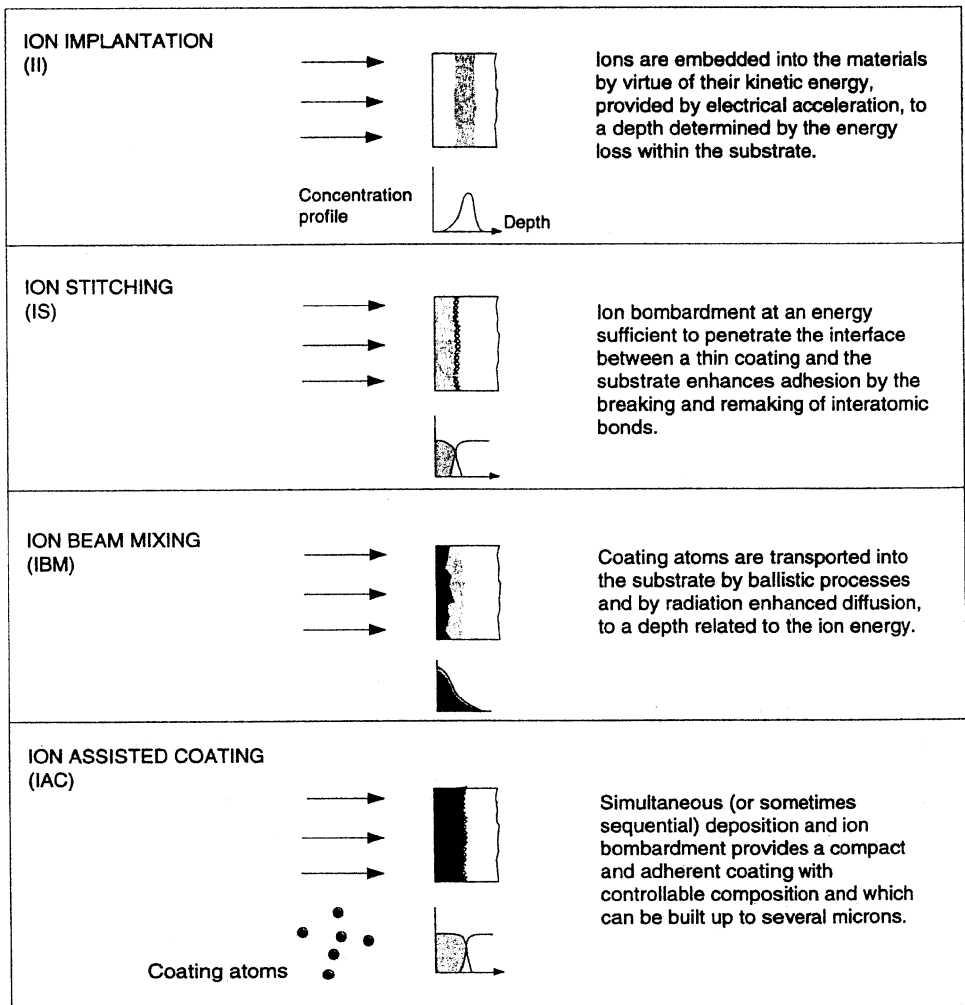 ION IMPLANTATION
(II)
Ions are embedded into the materials
by virtue of their kinetic energy,
provided by electrical acceleration, to
a depth determined by the energy
loss within the substrate.
Concentration
profile
Depth
ION STITCHING
(IS)
Ion bombardment at an energy
sufficient to penetrate the interface
between a thin coating and the
substrate enhances adhesion by the
breaking and remaking of interatomic
bonds.
ION BEAM MIXING
(IBM)
Coating atoms are transported into
the substrate by ballistic processes
and by radiation enhanced diffusion,
to a depth related to the ion energy.
ION ASSISTED COATING
(IAC)
Simultaneous (or sometimes
sequential) deposition and ion
bombardment provides a compact
and adherent coating with
controllable composition and which
can be built up to several microns.
Coating atoms